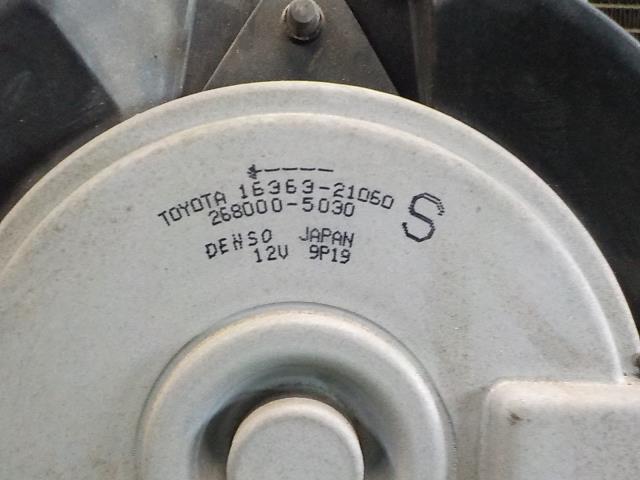 TOYOTA 16363-21060
268000-5030
S
DENSO JAPAN
12V 9P19